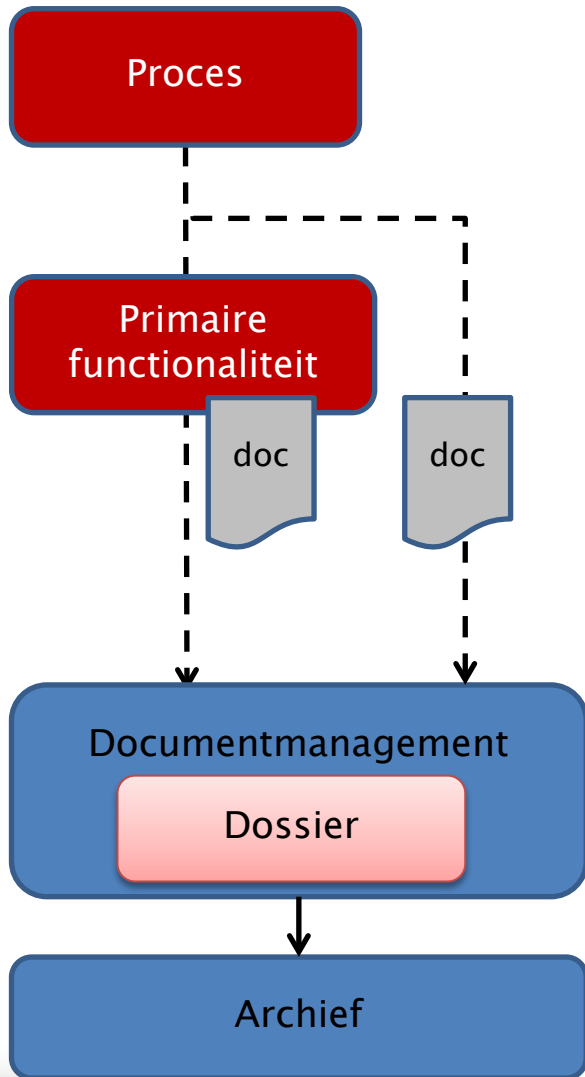 Proces
Primaire
functionaliteit
doc
doc
Documentmanagement
Dossier
Archief